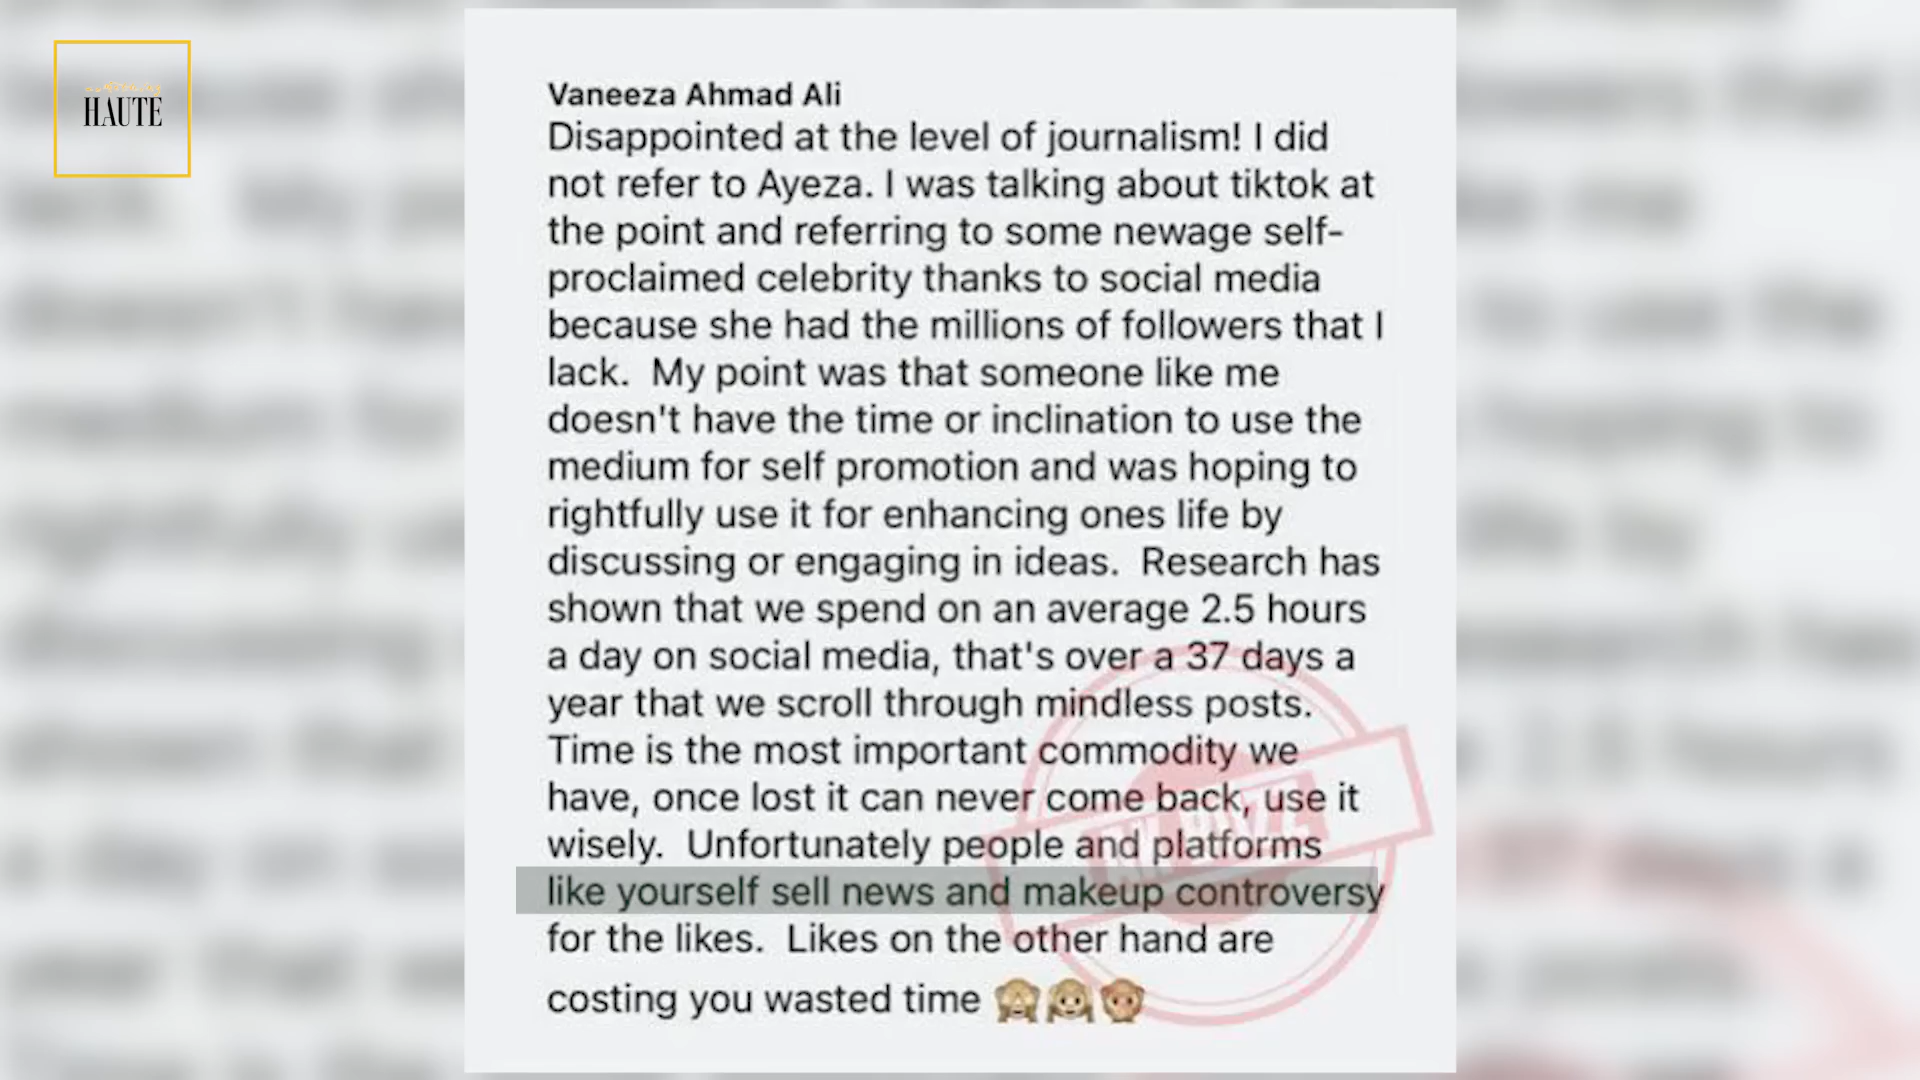 HAUTE
Vaneeza Ahmad Ali
Disappointed at the level of journalism! I did
not refer to Ayeza. I was talking about tiktok at
the point and referring to some newage self-
proclaimed celebrity thanks to social media
because she had the millions of followers that I
lack.  My point was that someone like me
doesn't have the time or inclination to use the
medium for self promotion and was hoping to
rightfully use it for enhancing ones life by
discussing or engaging in ideas.  Research has
shown that we spend on an average 2.5 hours
a day on social media, that's over a 37 days a
year that we scroll through mindless posts.
Time is the most important commodity we
have, once lost it can never come back, use it
wisely.  Unfortunately people and platforms
like yourself sell news and makeup controversy
for the likes.  Likes on the other hand are
costing you wasted time 🙈🙉🙊